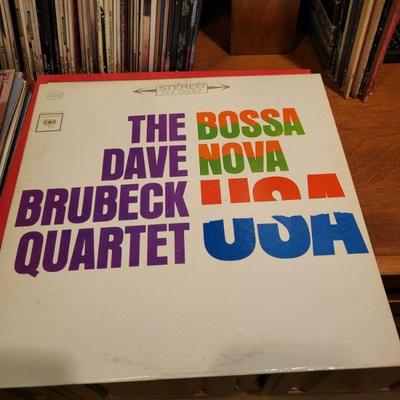 STEREO
THE DAVE BRUBECK QUARTET
BOSSA NOVA USA